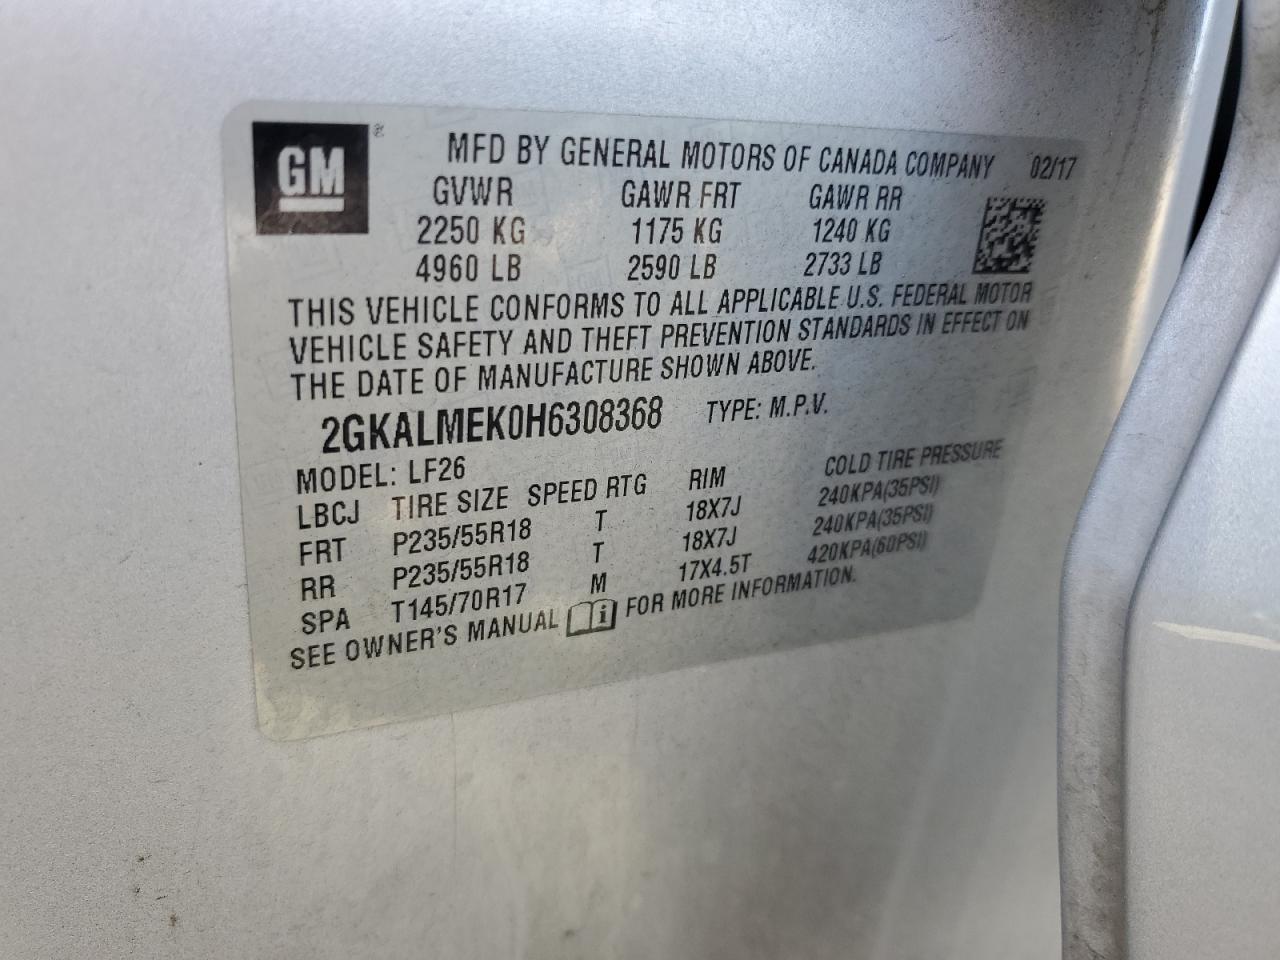 GM ®
MFD BY GENERAL MOTORS OF CANADA COMPANY 02/17
GVWR GAWR FRT GAWR RR
2250 KG 1175 KG 1240 KG
4960 LB 2590 LB 2733 LB
THIS VEHICLE CONFORMS TO ALL APPLICABLE U.S. FEDERAL MOTOR
VEHICLE SAFETY AND THEFT PREVENTION STANDARDS IN EFFECT ON
THE DATE OF MANUFACTURE SHOWN ABOVE.
2GKALMEK0H6308368 TYPE: M.P.V.
MODEL: LF26
LBCJ TIRE SIZE SPEED RTG RIM COLD TIRE PRESSURE
FRT P235/55R18 T 18X7J 240KPA(35PSI)
RR P235/55R18 T 18X7J 240KPA(35PSI)
SPA T145/70R17 M 17X4.5T 420KPA(60PSI)
SEE OWNER'S MANUAL i FOR MORE INFORMATION.